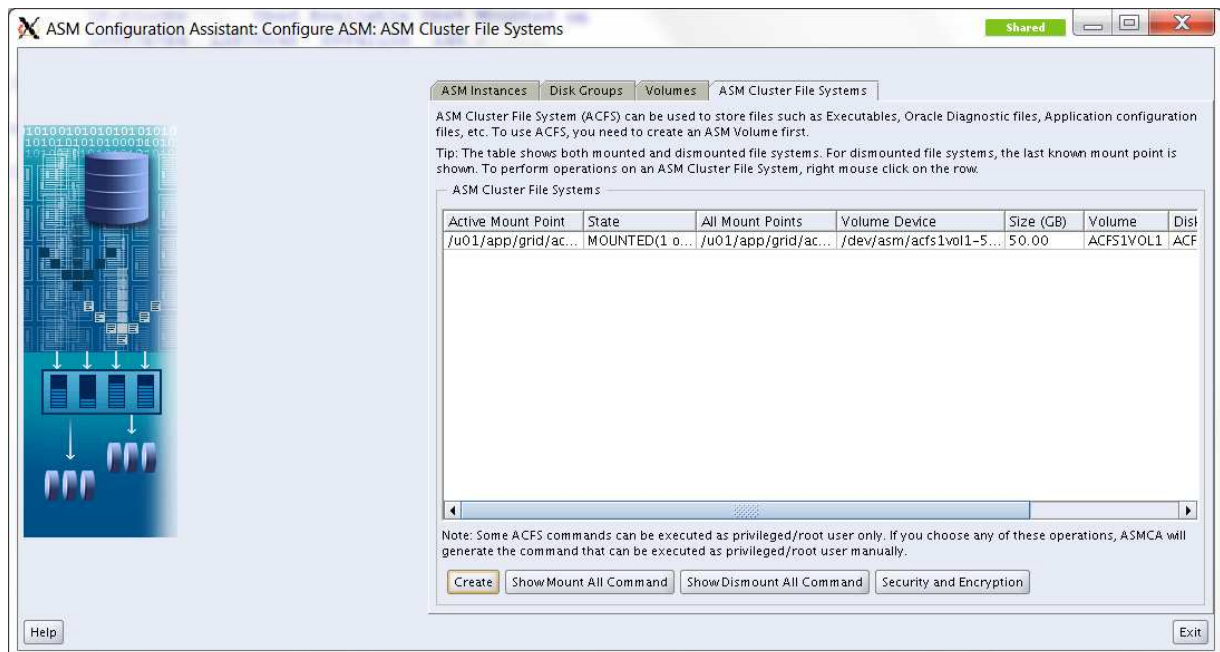 ASM Configuration Assistant: Configure ASM: ASM Cluster File Systems
Shared
ASM Instances Disk Groups Volumes ASM Cluster File Systems
ASM Cluster File System (ACFS) can be used to store files such as Executables, Oracle Diagnostic files, Application configuration
files, etc. To use ACFS, you need to create an ASM Volume first.
Tip: The table shows both mounted and dismounted file systems. For dismounted file systems, the last known mount point is
shown. To perform operations on an ASM Cluster File System, right mouse click on the row.
ASM Cluster File Systems
Active Mount Point State All Mount Points Volume Device Size (GB) Volume Disk
/u01/app/grid/ac... MOUNTED(1 o... /u01/app/grid/ac... /dev/asm/acfs1vol1-5... 50.00 ACFS1VOL1 ACF
Note: Some ACFS commands can be executed as privileged/root user only. If you choose any of these operations, ASMCA will
generate the command that can be executed as privileged/root user manually.
Create Show Mount All Command Show Dismount All Command Security and Encryption
Help Exit